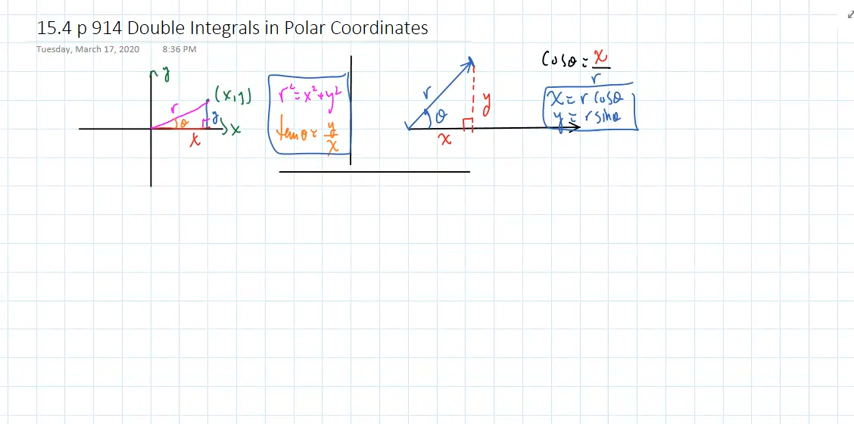 15.4 p 914 Double Integrals in Polar Coordinates
Tuesday, March 17, 2020 8:36 PM
y
(x,y)
r
θ
y
x
x
r²=x²+y²
tanθ= y/x
r
θ
y
x
cosθ= x/r
x=r cosθ
y=r sinθ